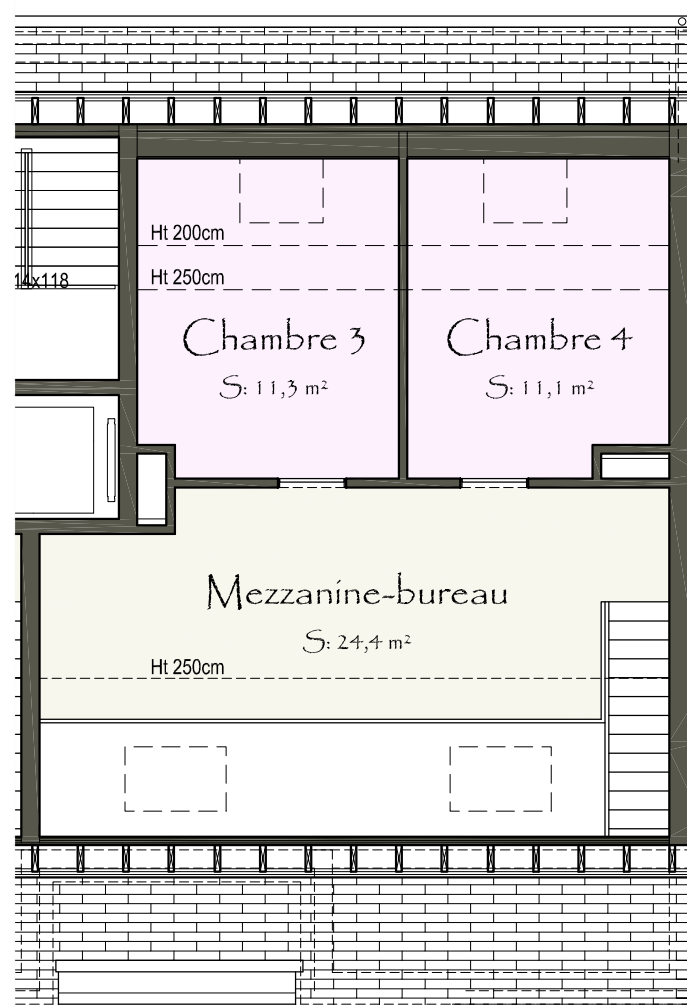 Ht 200cm
Ht 250cm
14x118
Chambre 3
S: 11,3 m²
Chambre 4
S: 11,1 m²
Mezzanine-bureau
S: 24,4 m²
Ht 250cm